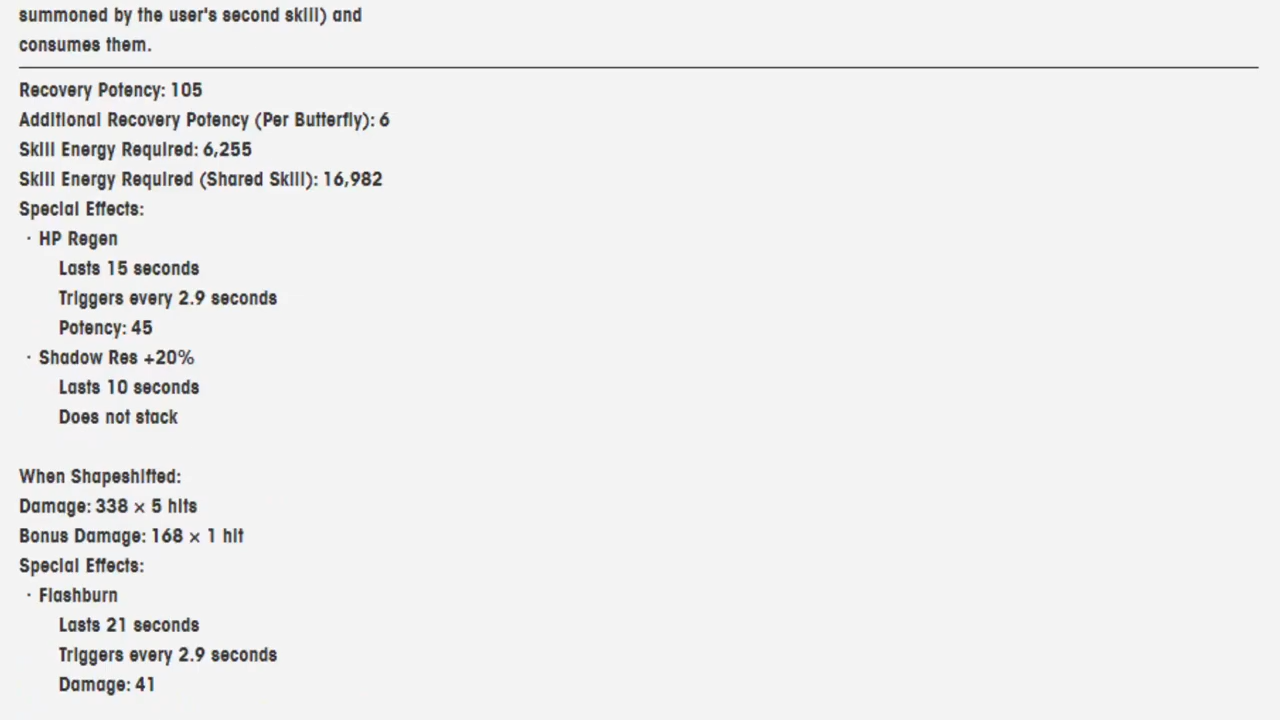 summoned by the user's second skill) and
consumes them.
Recovery Potency: 105
Additional Recovery Potency (Per Butterfly): 6
Skill Energy Required: 6,255
Skill Energy Required (Shared Skill): 16,982
Special Effects:
· HP Regen
Lasts 15 seconds
Triggers every 2.9 seconds
Potency: 45
· Shadow Res +20%
Lasts 10 seconds
Does not stack
When Shapeshifted:
Damage: 338 × 5 hits
Bonus Damage: 168 × 1 hit
Special Effects:
· Flashburn
Lasts 21 seconds
Triggers every 2.9 seconds
Damage: 41